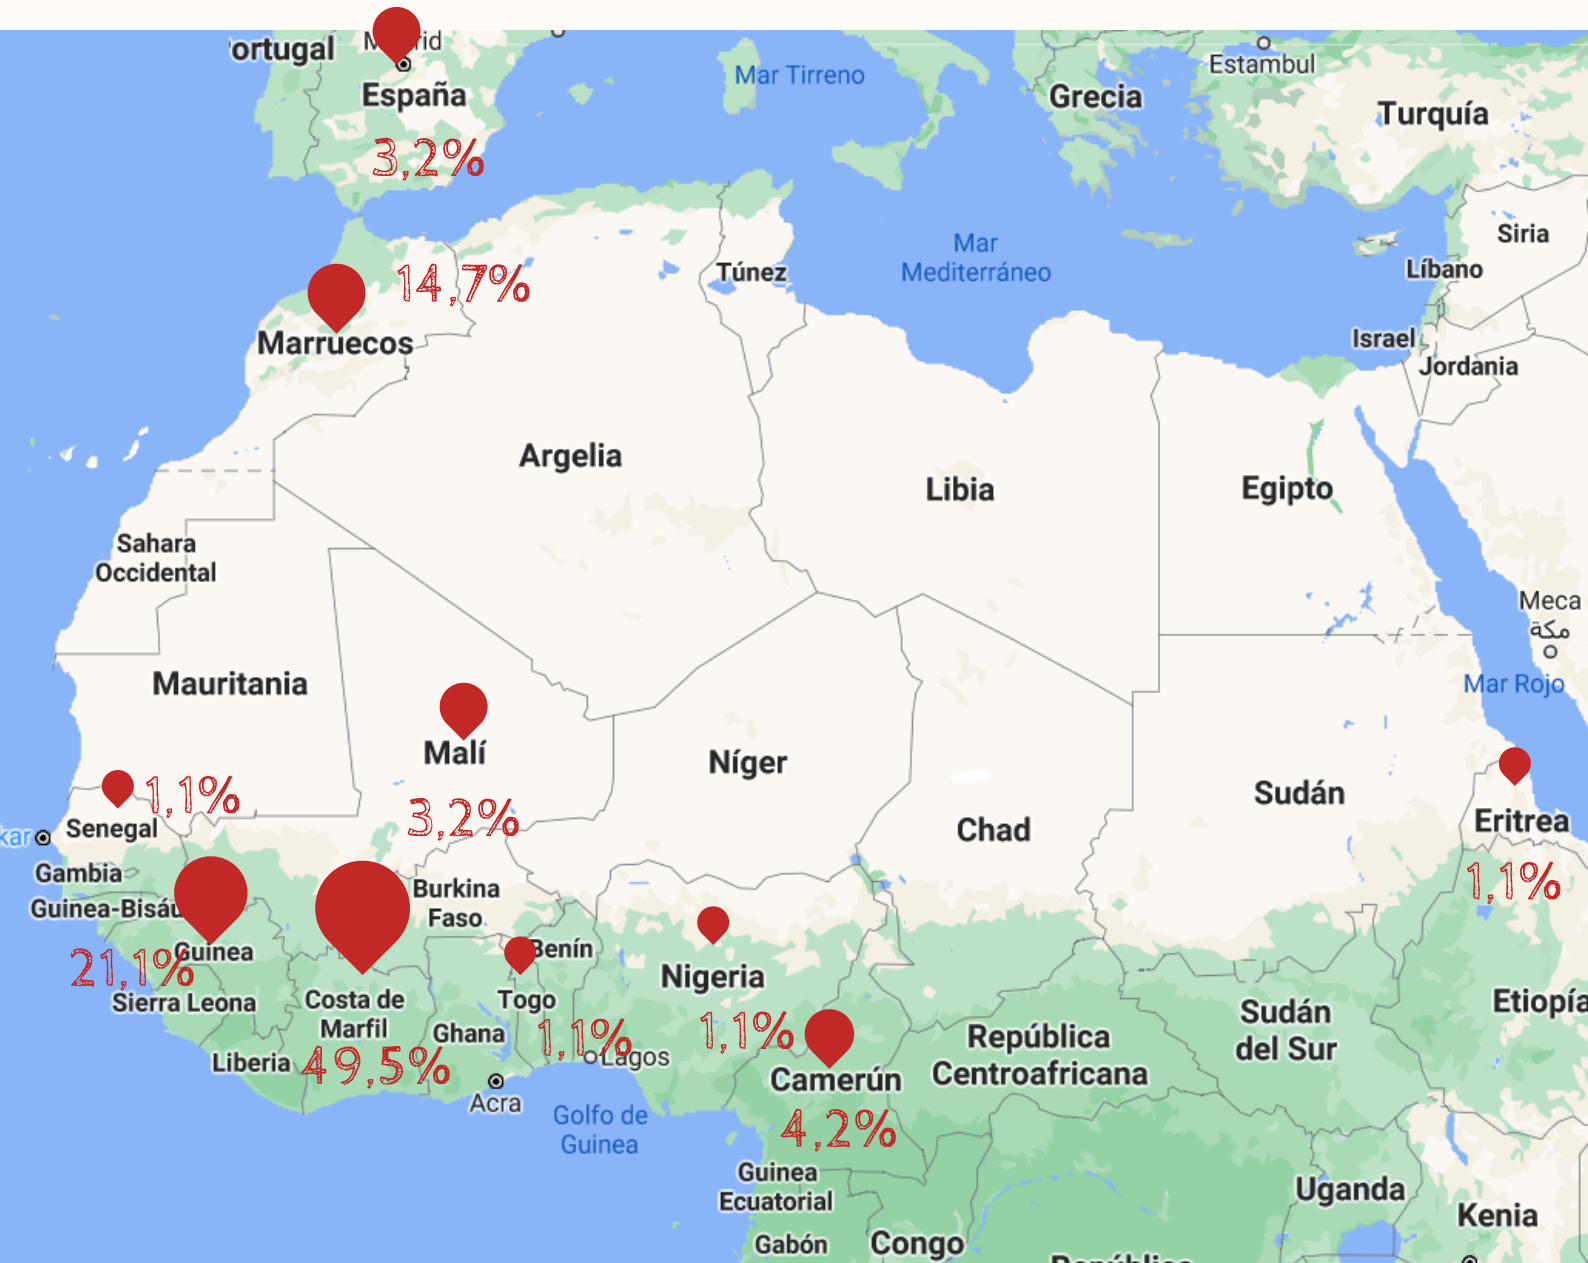 ortugal
Madrid
España
3,2%
Mar Tirreno
Grecia
Estambul
Turquía
Siria
Líbano
Israel
Jordania
Mar
Mediterráneo
Túnez
14,7%
Marruecos
Argelia
Libia
Egipto
Sahara
Occidental
Meca
مكة
Mar Rojo
Mauritania
Malí
3,2%
Níger
Chad
Sudán
Eritrea
1,1%
1,1%
Senegal
kar
Gambia
Guinea-Bisáu
Guinea
21,1%
Sierra Leona
Burkina
Faso
Benín
Togo
1,1%
Lagos
Costa de
Marfil
49,5%
Ghana
Liberia
Acra
Nigeria
1,1%
Camerún
4,2%
República
Centroafricana
Sudán
del Sur
Etiopía
Golfo de
Guinea
Guinea
Ecuatorial
Gabón
Congo
República
Uganda
Kenia